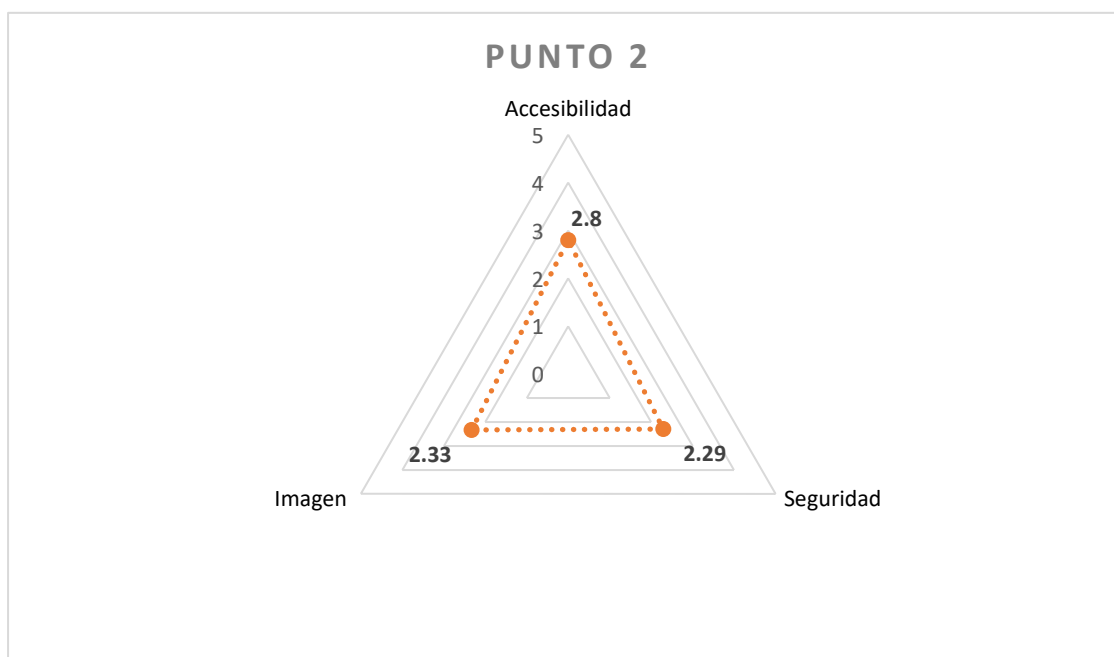 PUNTO 2
Accesibilidad
5
4
2.8
3
2
1
0
2.33
2.29
Imagen
Seguridad